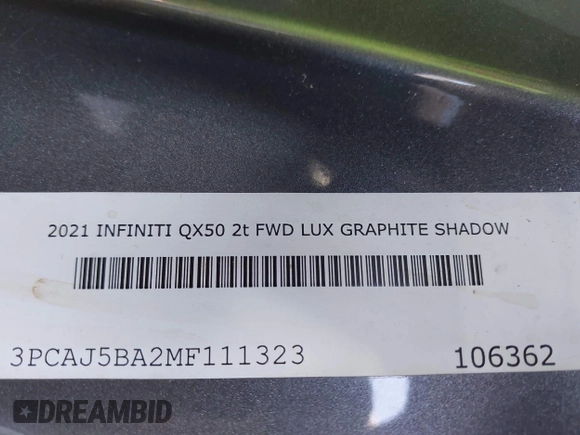 2021 INFINITI QX50 2t FWD LUX GRAPHITE SHADOW
3PCAJ5BA2MF111323 106362
DREAMBID